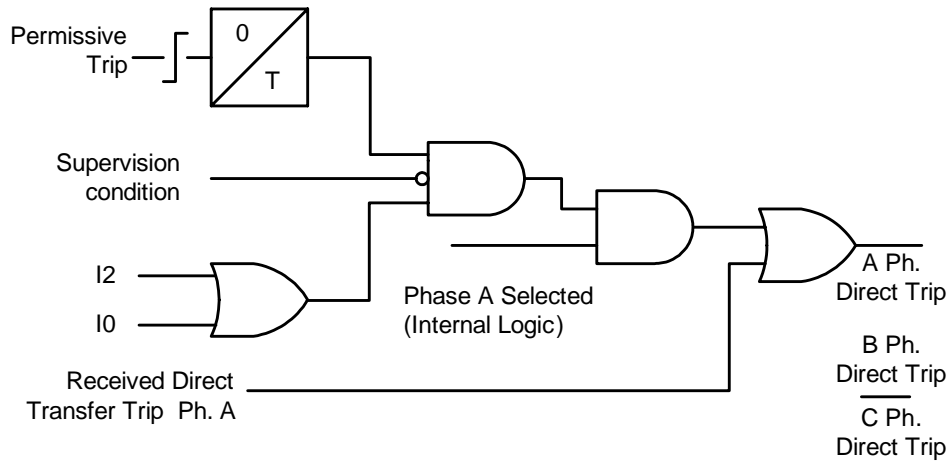 Permissive
Trip
0
T
Supervision
condition
I2
I0
Phase A Selected
(Internal Logic)
Received Direct
Transfer Trip Ph. A
A Ph.
Direct Trip
B Ph.
Direct Trip
C Ph.
Direct Trip